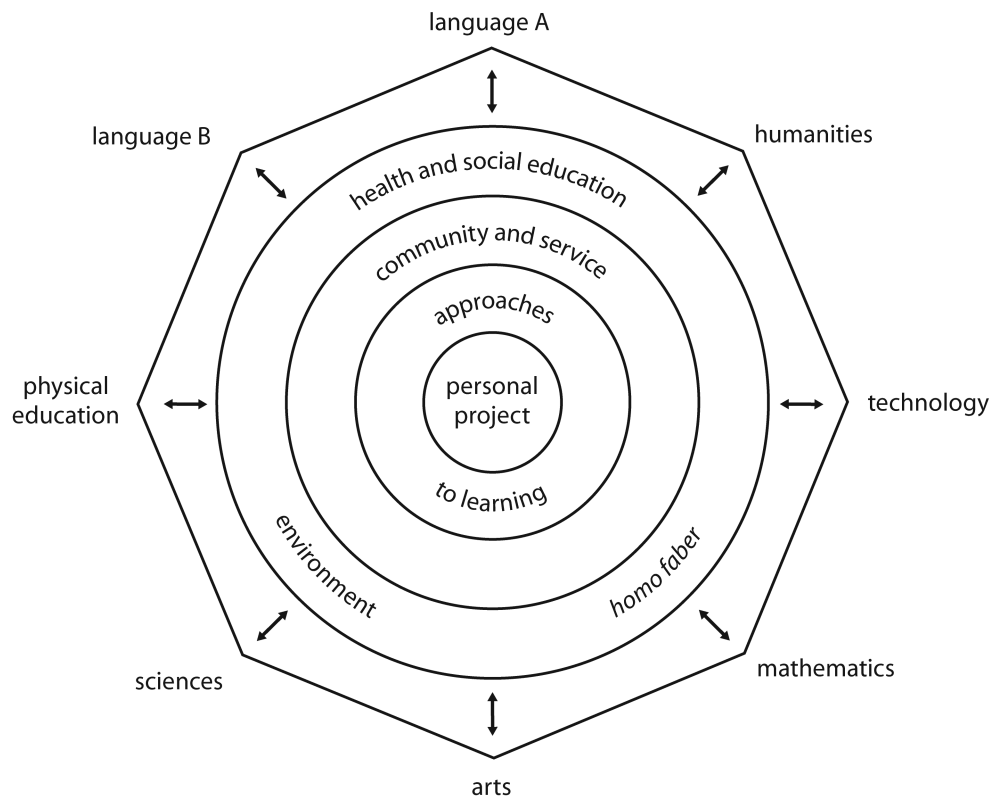 language A
language B
humanities
health and social education
community and service
approaches
personal
project
physical
education
technology
to learning
environment
homo faber
sciences
mathematics
arts